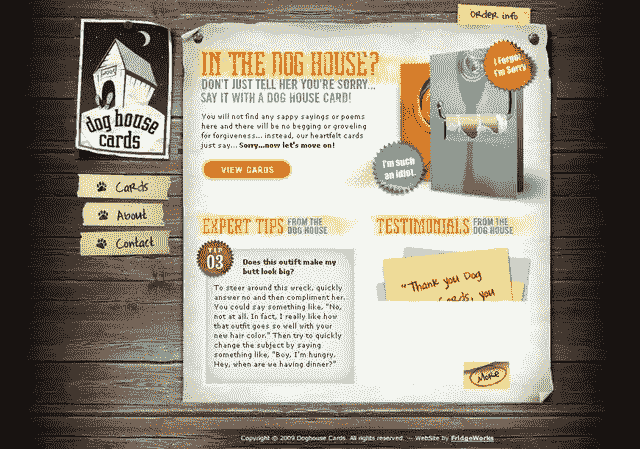 Order info
IN THE DOG HOUSE?
DON'T JUST TELL HER YOU'RE SORRY...
SAY IT WITH A DOG HOUSE CARD!
I Forgot.
I'm Sorry
You will not find any sappy sayings or poems
here and there will be no begging or groveling
for forgiveness... instead, our heartfelt cards
just say... Sorry...now let's move on!
VIEW CARDS
I'm such
an idiot.
dog house
cards
Cards
About
Contact
EXPERT TIPS FROM THE
DOG HOUSE
TIP
03
Does this outift make my
butt look big?
To steer around this wreck, quickly
answer no and then compliment her.
You could say something like, "No,
not at all. In fact, I really like how
that outfit goes so well with your
new hair color." Then try to quickly
change the subject by saying
something like, "Boy, I'm hungry.
Hey, when are we having dinner?"
TESTIMONIALS FROM THE
DOG HOUSE
"Thank you Dog
Cards, you
More
Copyright © 2009 Doghouse Cards. All rights reserved. — WebSite by FridgeWorks